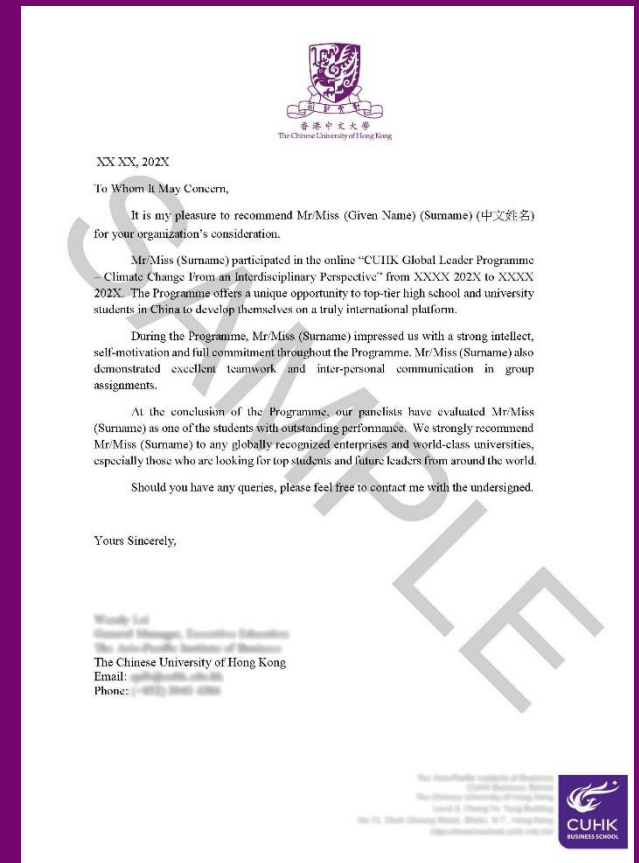 香港中文大學
The Chinese University of Hong Kong
XX XX, 202X
To Whom It May Concern,
It is my pleasure to recommend Mr/Miss (Given Name) (Surname) (中文姓名)
for your organization's consideration.
Mr/Miss (Surname) participated in the online “CUHK Global Leader Programme
– Climate Change From an Interdisciplinary Perspective” from XXXX 202X to XXXX
202X. The Programme offers a unique opportunity to top-tier high school and university
students in China to develop themselves on a truly international platform.
During the Programme, Mr/Miss (Surname) impressed us with a strong intellect,
self-motivation and full commitment throughout the Programme. Mr/Miss (Surname) also
demonstrated excellent teamwork and inter-personal communication in group
assignments.
At the conclusion of the Programme, our panelists have evaluated Mr/Miss
(Surname) as one of the students with outstanding performance. We strongly recommend
Mr/Miss (Surname) to any globally recognized enterprises and world-class universities,
especially those who are looking for top students and future leaders from around the world.
Should you have any queries, please feel free to contact me with the undersigned.
SAMPLE
Yours Sincerely,
The Chinese University of Hong Kong
Email:
Phone:
CUHK
BUSINESS SCHOOL